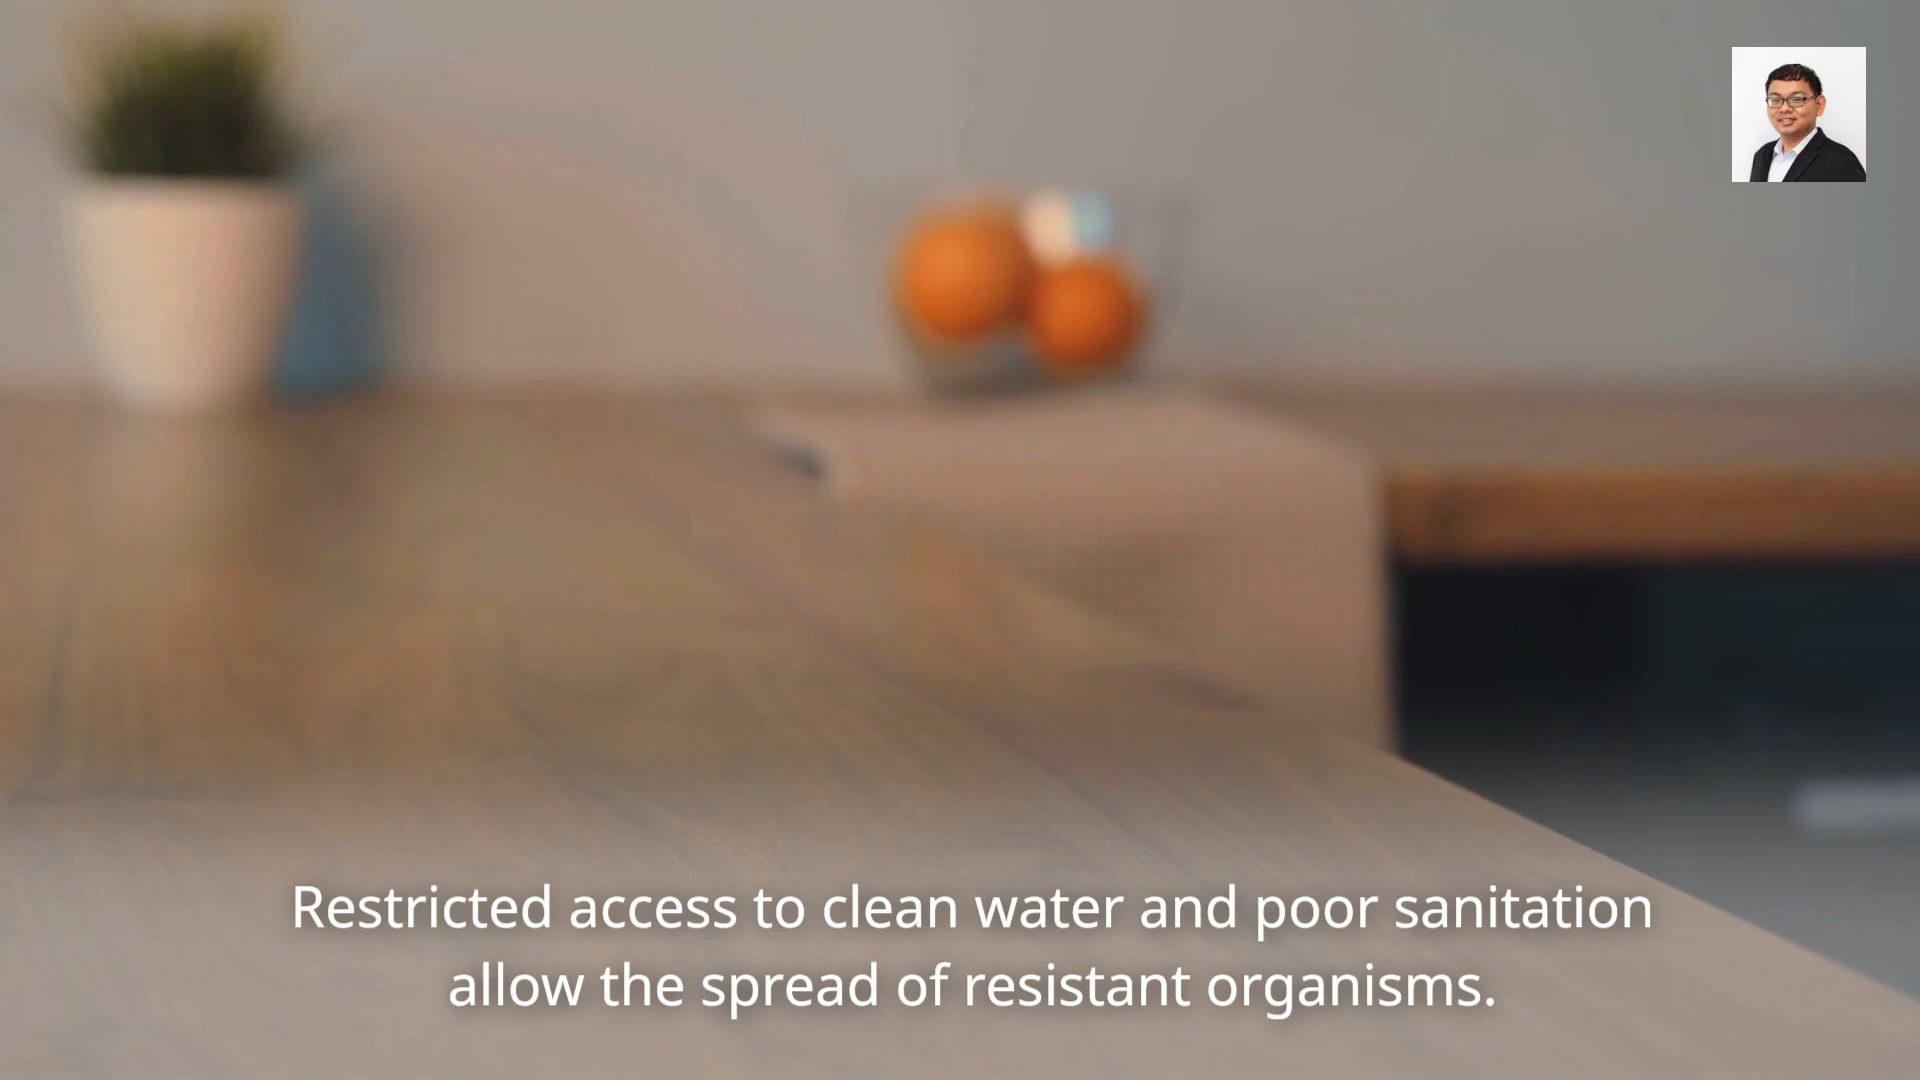 Restricted access to clean water and poor sanitation
allow the spread of resistant organisms.